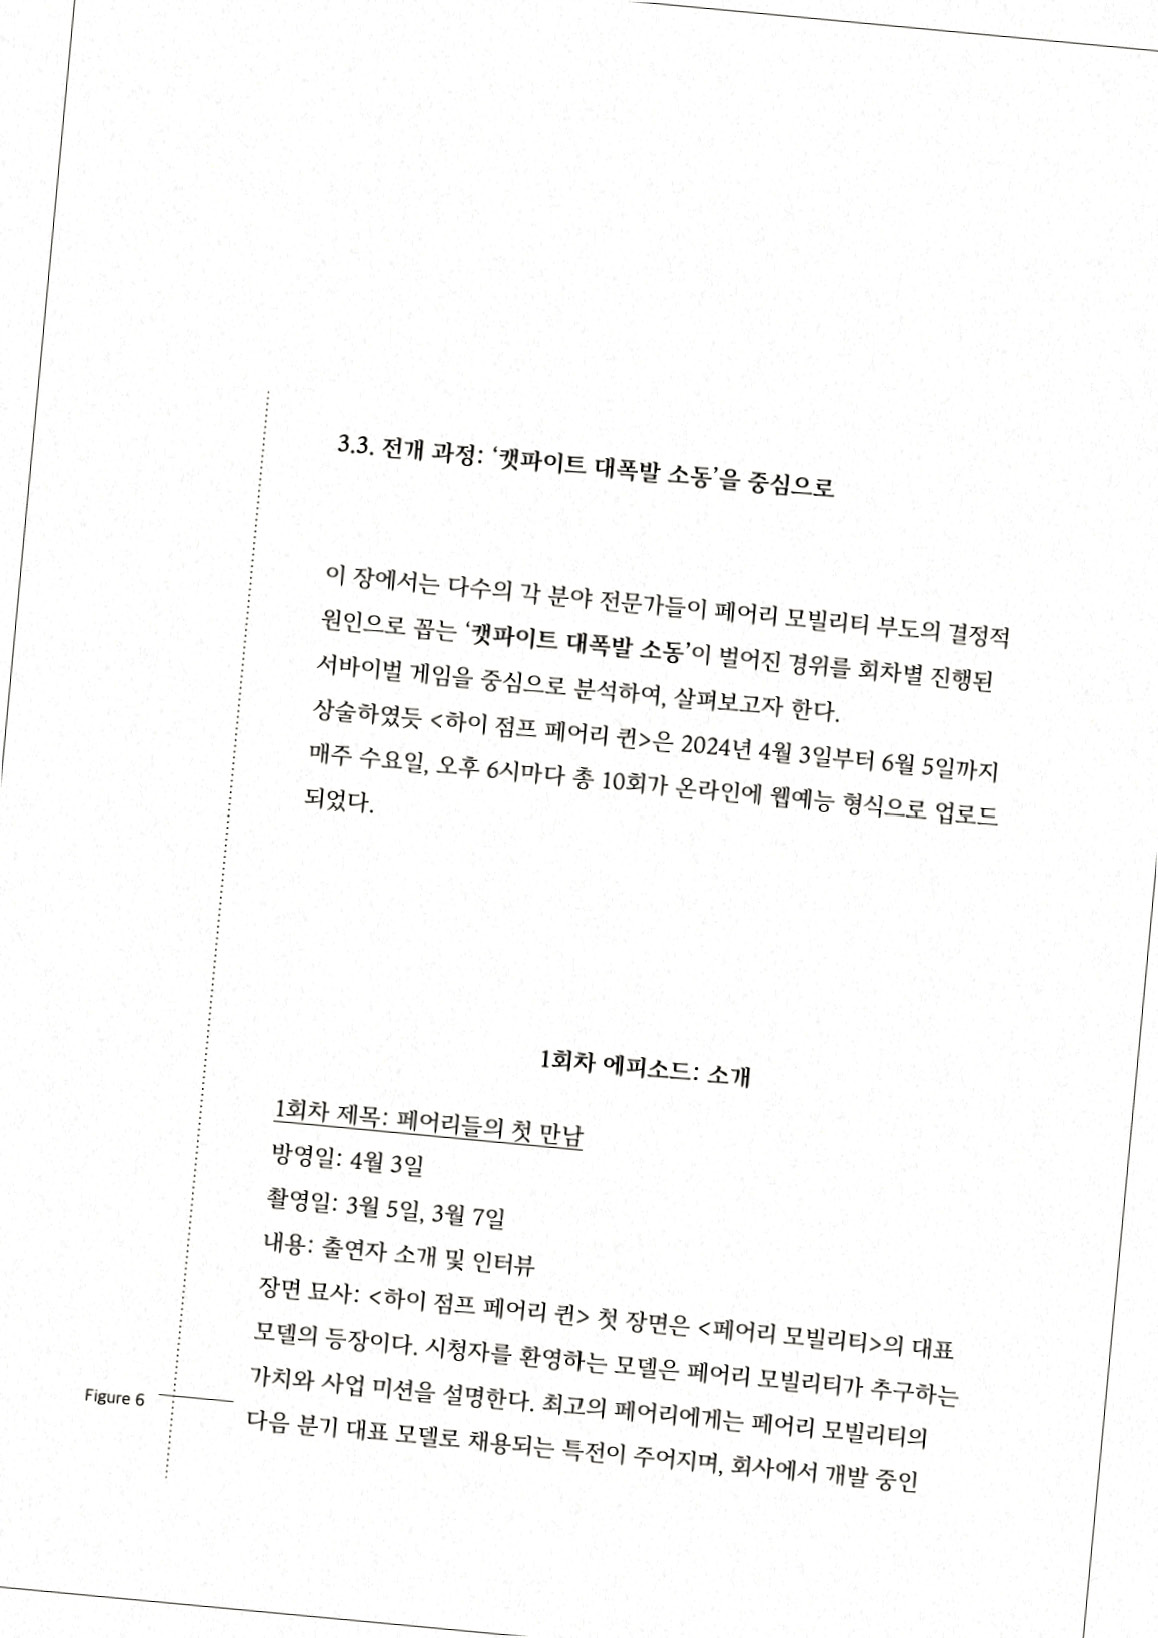 3.3. 전개 과정: ‘캣파이트 대폭발 소동’을 중심으로
이 장에서는 다수의 각 분야 전문가들이 페어리 모빌리티 부도의 결정적
원인으로 꼽는 ‘캣파이트 대폭발 소동’이 벌어진 경위를 회차별 진행된
서바이벌 게임을 중심으로 분석하여, 살펴보고자 한다.
상술하였듯 <하이 점프 페어리 퀸>은 2024년 4월 3일부터 6월 5일까지
매주 수요일, 오후 6시마다 총 10회가 온라인에 웹예능 형식으로 업로드
되었다.
1회차 에피소드: 소개
1회차 제목: 페어리들의 첫 만남
방영일: 4월 3일
촬영일: 3월 5일, 3월 7일
내용: 출연자 소개 및 인터뷰
장면 묘사: <하이 점프 페어리 퀸> 첫 장면은 <페어리 모빌리티>의 대표
모델의 등장이다. 시청자를 환영하는 모델은 페어리 모빌리티가 추구하는
가치와 사업 미션을 설명한다. 최고의 페어리에게는 페어리 모빌리티의
Figure 6
다음 분기 대표 모델로 채용되는 특전이 주어지며, 회사에서 개발 중인